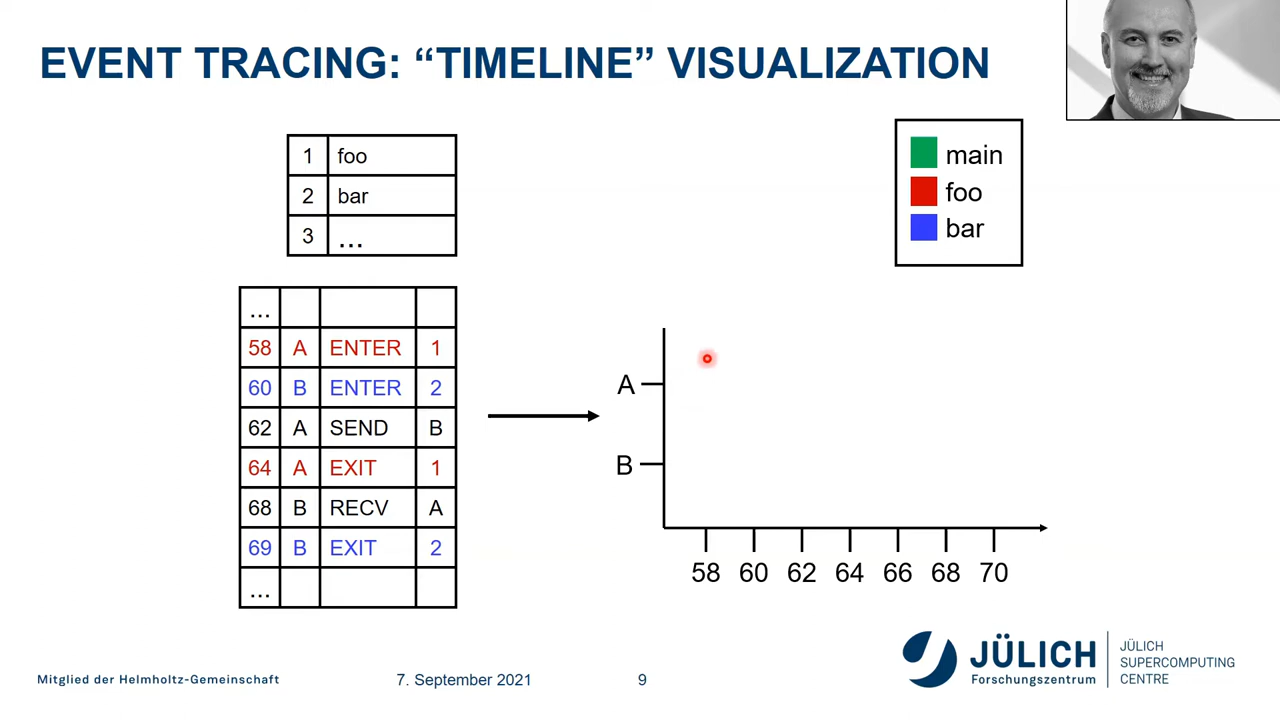 EVENT TRACING: “TIMELINE” VISUALIZATION
1 foo
2 bar
3 ...
main
foo
bar
...
58 A ENTER 1
60 B ENTER 2
62 A SEND B
64 A EXIT 1
68 B RECV A
69 B EXIT 2
...
A
B
58 60 62 64 66 68 70
Mitglied der Helmholtz-Gemeinschaft
7. September 2021
9
JÜLICH
Forschungszentrum
JÜLICH
SUPERCOMPUTING
CENTRE